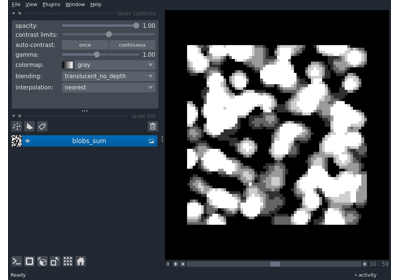 File View Plugins Window Help
layer controls
opacity: 1.00
contrast limits:
auto-contrast: once continuous
gamma: 1.00
colormap: gray
blending: translucent_no_depth
interpolation: nearest
layer list
blobs_sum
30 59
Ready activity